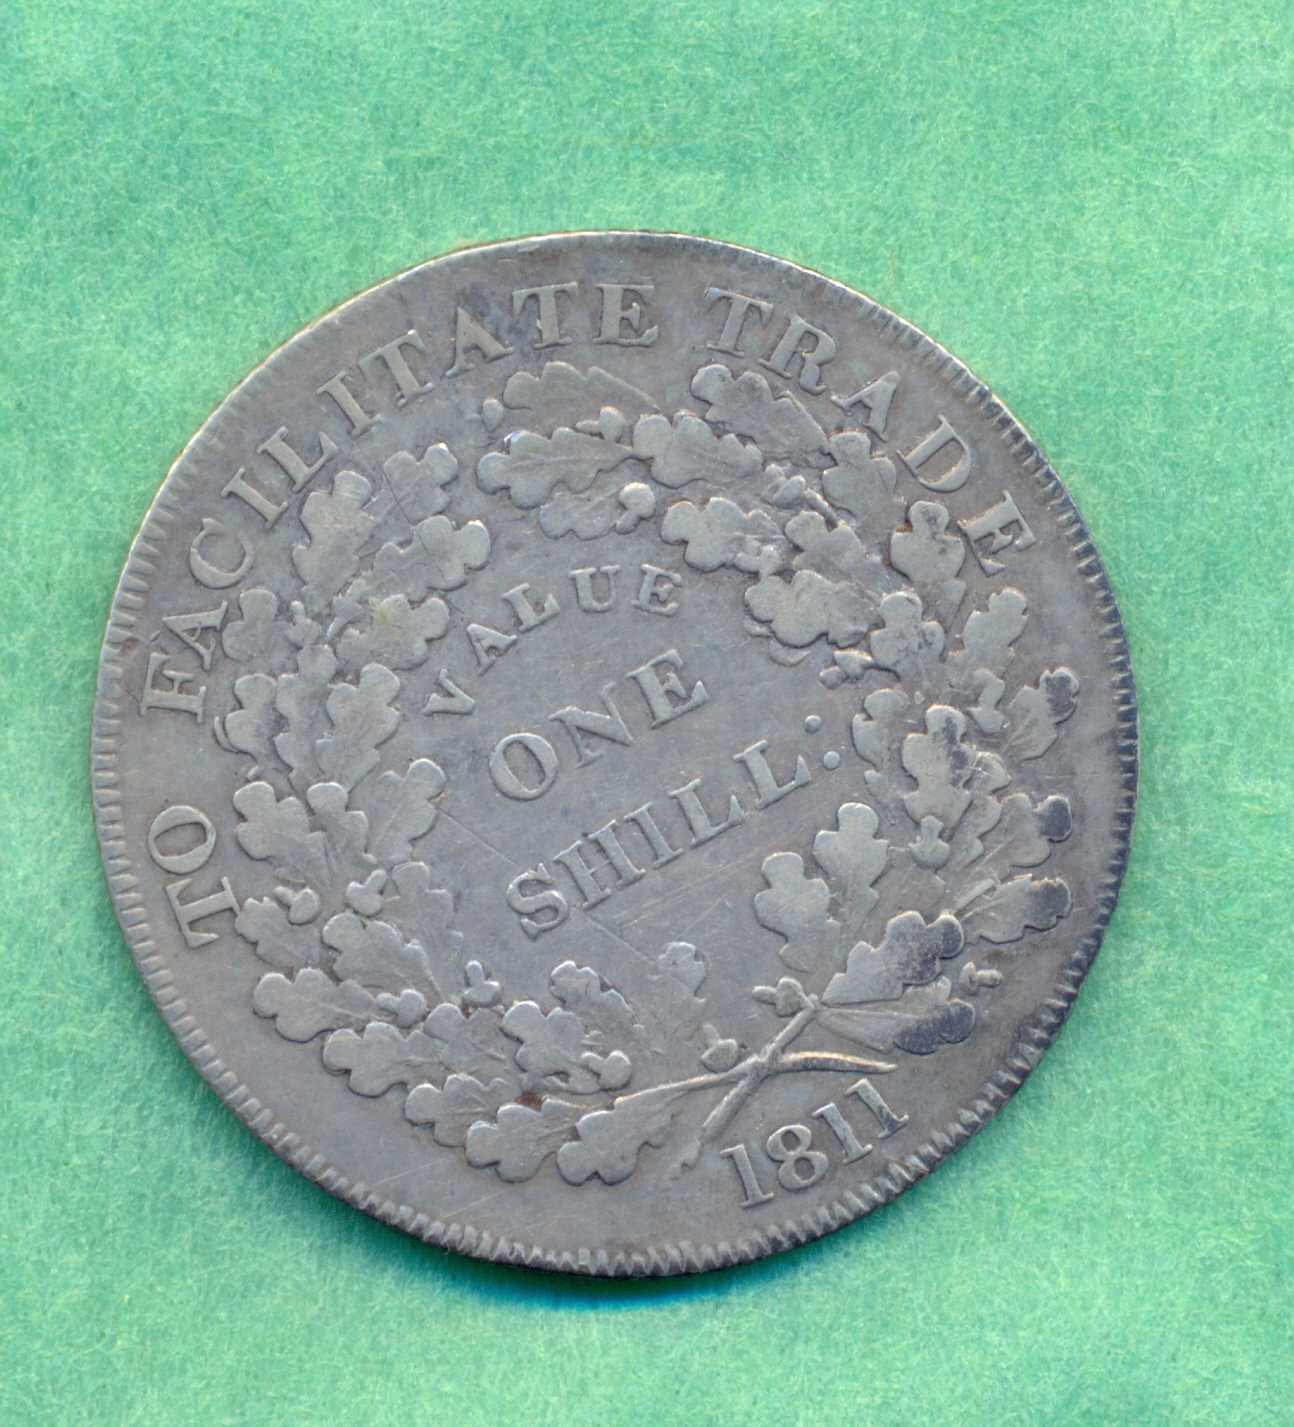 TO FACILITATE TRADE
VALUE
ONE
SHILL:
1811